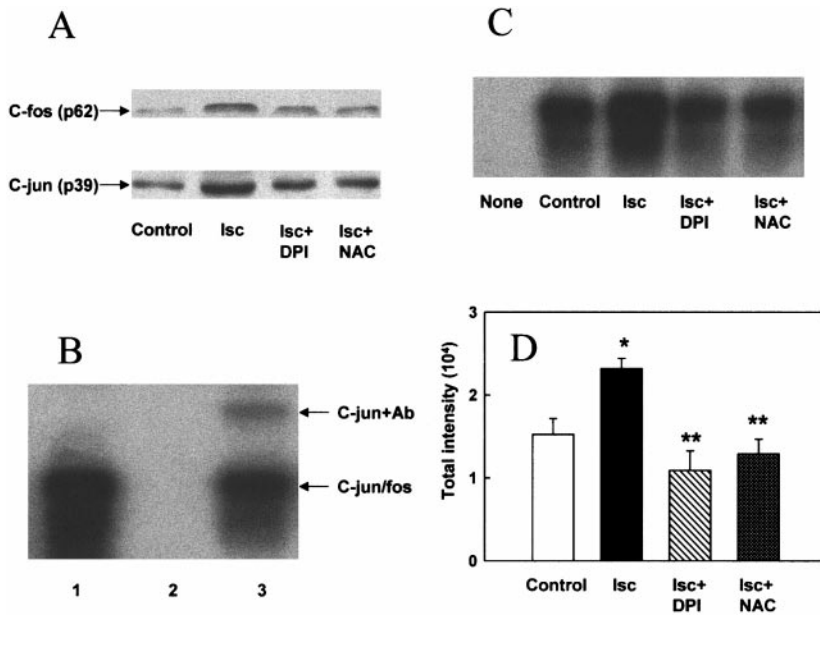 A
C-fos (p62)
C-jun (p39)
Control Isc Isc+ Isc+
DPI NAC
B
C-jun+Ab
C-jun/fos
1 2 3
C
None Control Isc Isc+ Isc+
DPI NAC
D
Total intensity (10⁴)
3
2
1
0
*
**
**
Control Isc Isc+ Isc+
DPI NAC